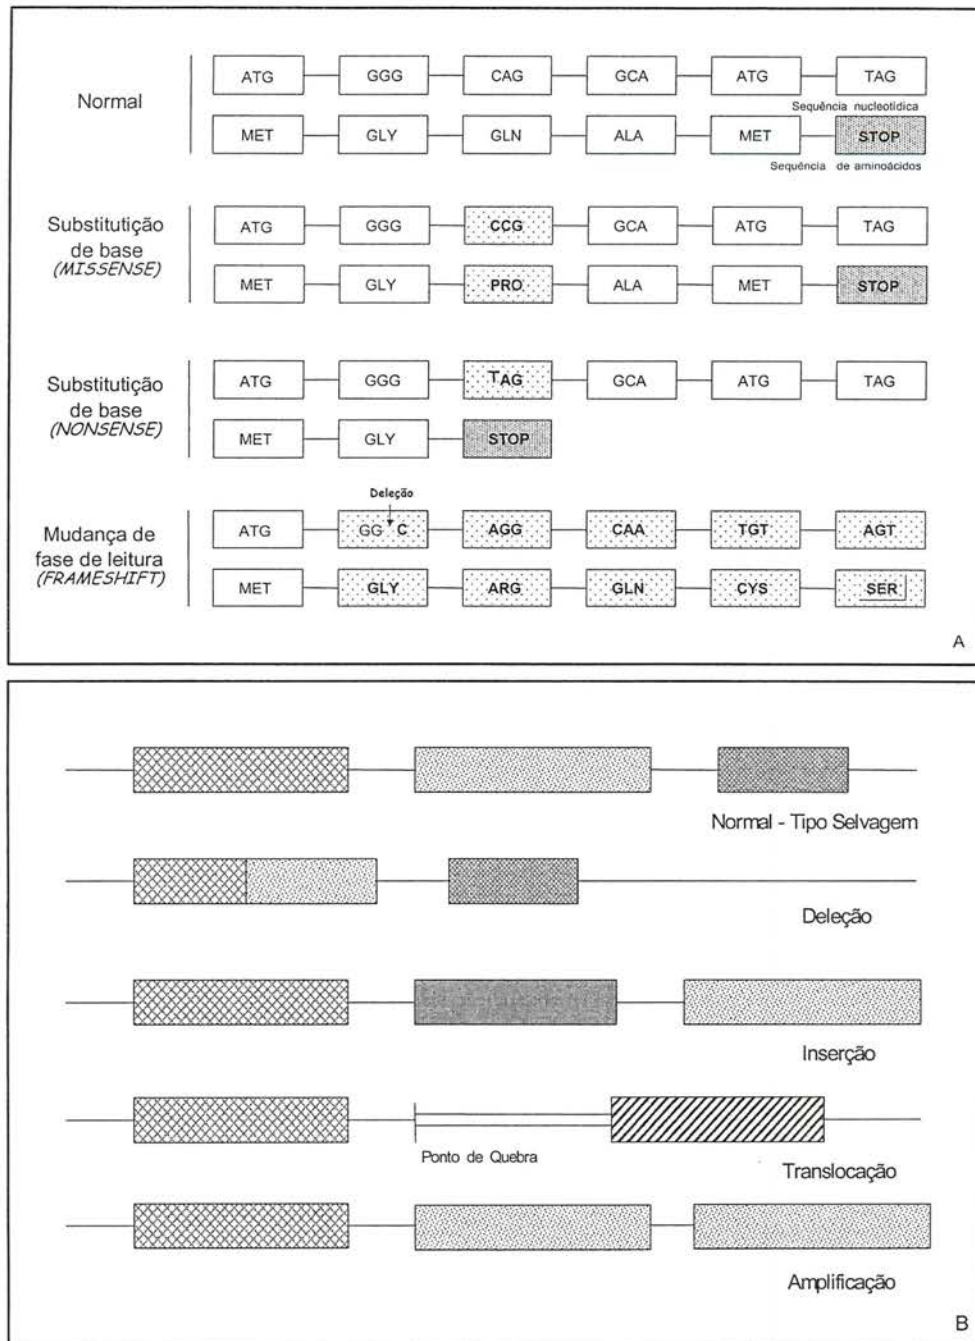 Normal
ATG GGG CAG GCA ATG TAG
Sequência nucleotídica
MET GLY GLN ALA MET STOP
Sequência de aminoácidos
Substitutição
de base
(MISSENSE)
ATG GGG CCG GCA ATG TAG
MET GLY PRO ALA MET STOP
Substitutição
de base
(NONSENSE)
ATG GGG TAG GCA ATG TAG
MET GLY STOP
Deleção
Mudança de
fase de leitura
(FRAMESHIFT)
ATG GG C AGG CAA TGT AGT
MET GLY ARG GLN CYS SER
A
Normal - Tipo Selvagem
Deleção
Inserção
Ponto de Quebra
Translocação
Amplificação
B